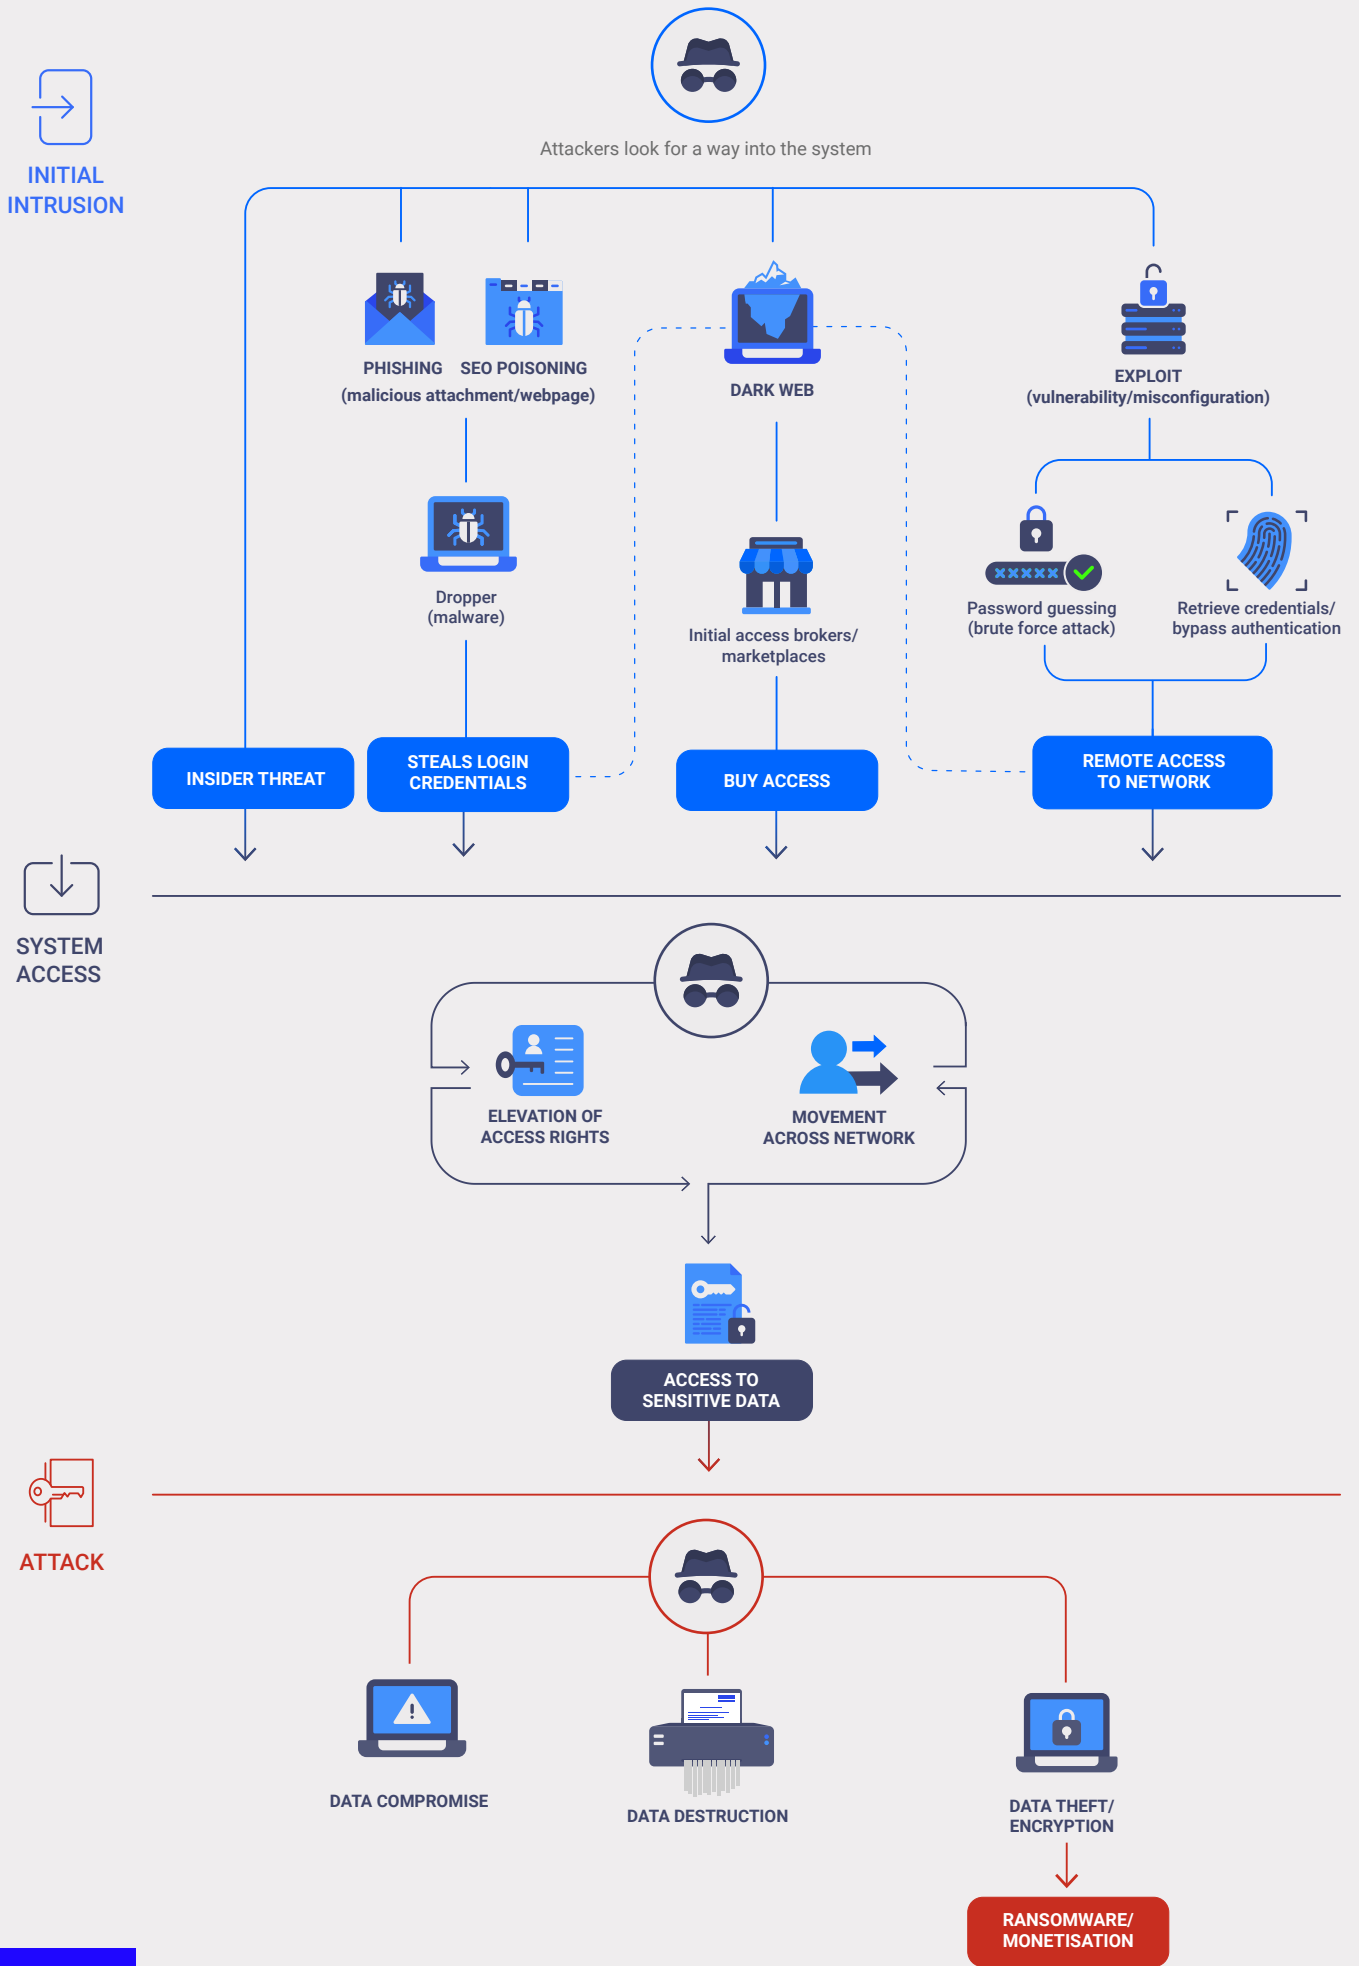 Attackers look for a way into the system
INITIAL
INTRUSION
PHISHING
SEO POISONING
(malicious attachment/webpage)
DARK WEB
EXPLOIT
(vulnerability/misconfiguration)
Dropper
(malware)
Initial access brokers/
marketplaces
Password guessing
(brute force attack)
Retrieve credentials/
bypass authentication
INSIDER THREAT
STEALS LOGIN
CREDENTIALS
BUY ACCESS
REMOTE ACCESS
TO NETWORK
SYSTEM
ACCESS
ELEVATION OF
ACCESS RIGHTS
MOVEMENT
ACROSS NETWORK
ACCESS TO
SENSITIVE DATA
ATTACK
DATA COMPROMISE
DATA DESTRUCTION
DATA THEFT/
ENCRYPTION
RANSOMWARE/
MONETISATION